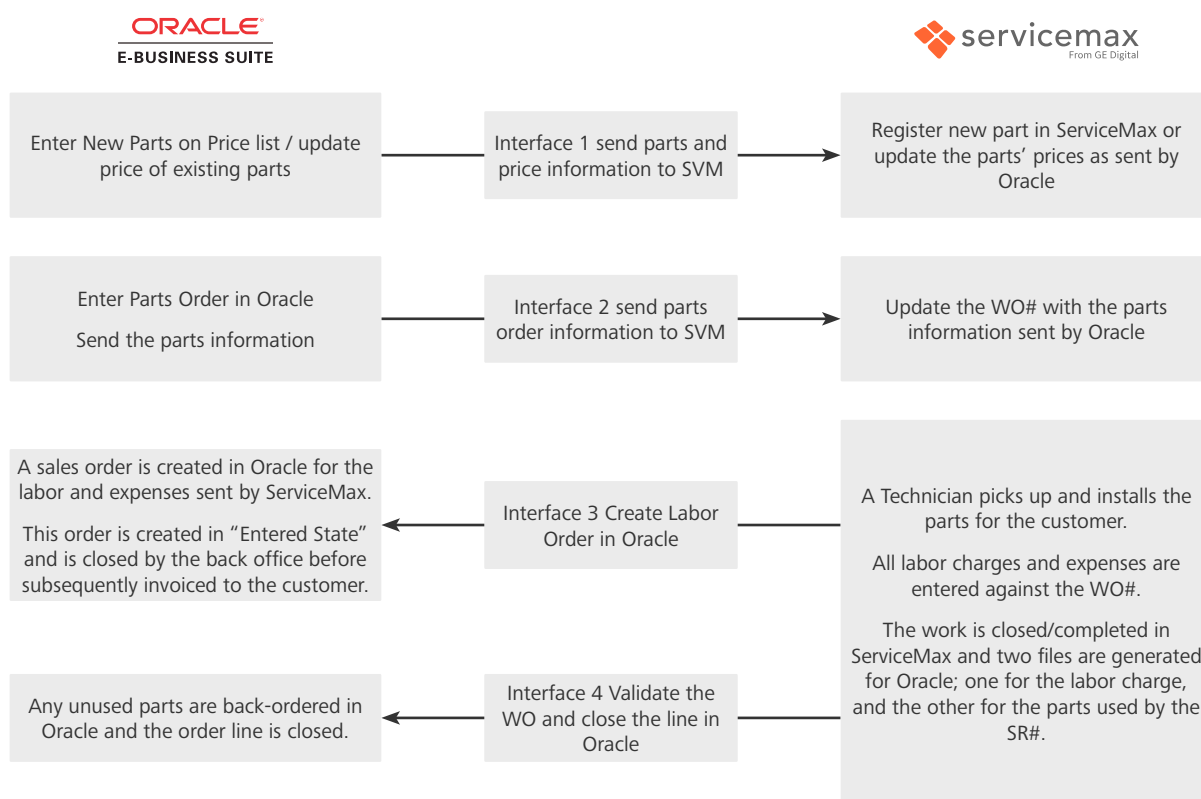 ORACLE
E-BUSINESS SUITE
servicemax
From GE Digital
Enter New Parts on Price list / update
price of existing parts
Interface 1 send parts and
price information to SVM
Register new part in ServiceMax or
update the parts’ prices as sent by
Oracle
Enter Parts Order in Oracle
Send the parts information
Interface 2 send parts
order information to SVM
Update the WO# with the parts
information sent by Oracle
A sales order is created in Oracle for the
labor and expenses sent by ServiceMax.
This order is created in “Entered State”
and is closed by the back office before
subsequently invoiced to the customer.
Interface 3 Create Labor
Order in Oracle
A Technician picks up and installs the
parts for the customer.
All labor charges and expenses are
entered against the WO#.
The work is closed/completed in
ServiceMax and two files are generated
for Oracle; one for the labor charge,
and the other for the parts used by the
SR#.
Any unused parts are back-ordered in
Oracle and the order line is closed.
Interface 4 Validate the
WO and close the line in
Oracle